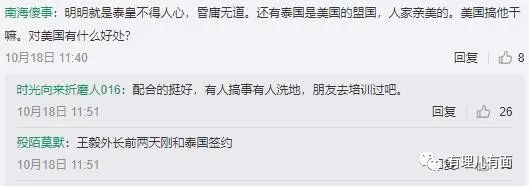 南海傻事：明明就是泰皇不得人心，昏庸无道。还有泰国是美国的盟国，人家亲美的。美国搞他干
嘛。对美国有什么好处？
10月18日 11:40
回复 8
时光向来折磨人016：配合的挺好，有人搞事有人洗地，朋友去培训过吧。
10月18日 11:51
回复 26
殁陌莫默：王毅外长前两天刚和泰国签约
10月18日 11:51
有理儿有面